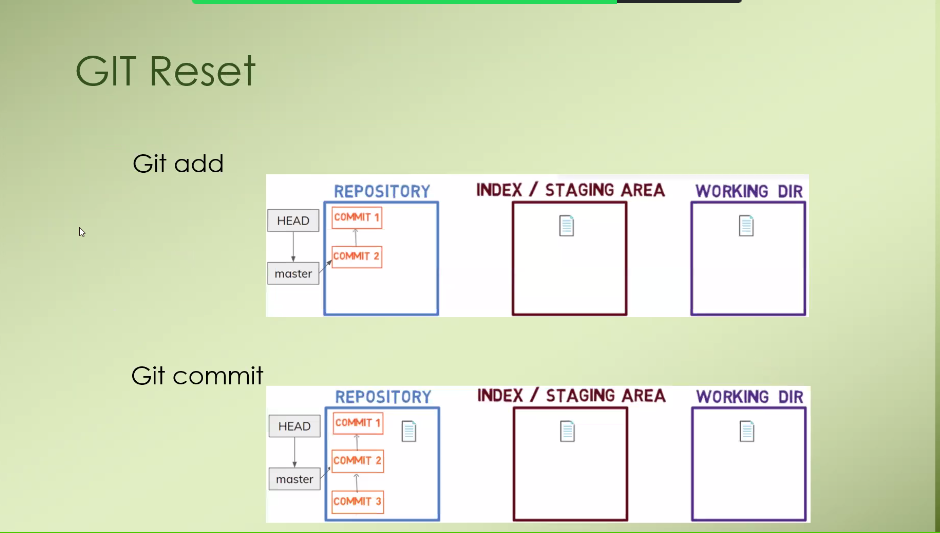 GIT Reset
Git add
REPOSITORY INDEX / STAGING AREA WORKING DIR
HEAD COMMIT 1
COMMIT 2
master
Git commit
REPOSITORY INDEX / STAGING AREA WORKING DIR
HEAD COMMIT 1
COMMIT 2
master
COMMIT 3